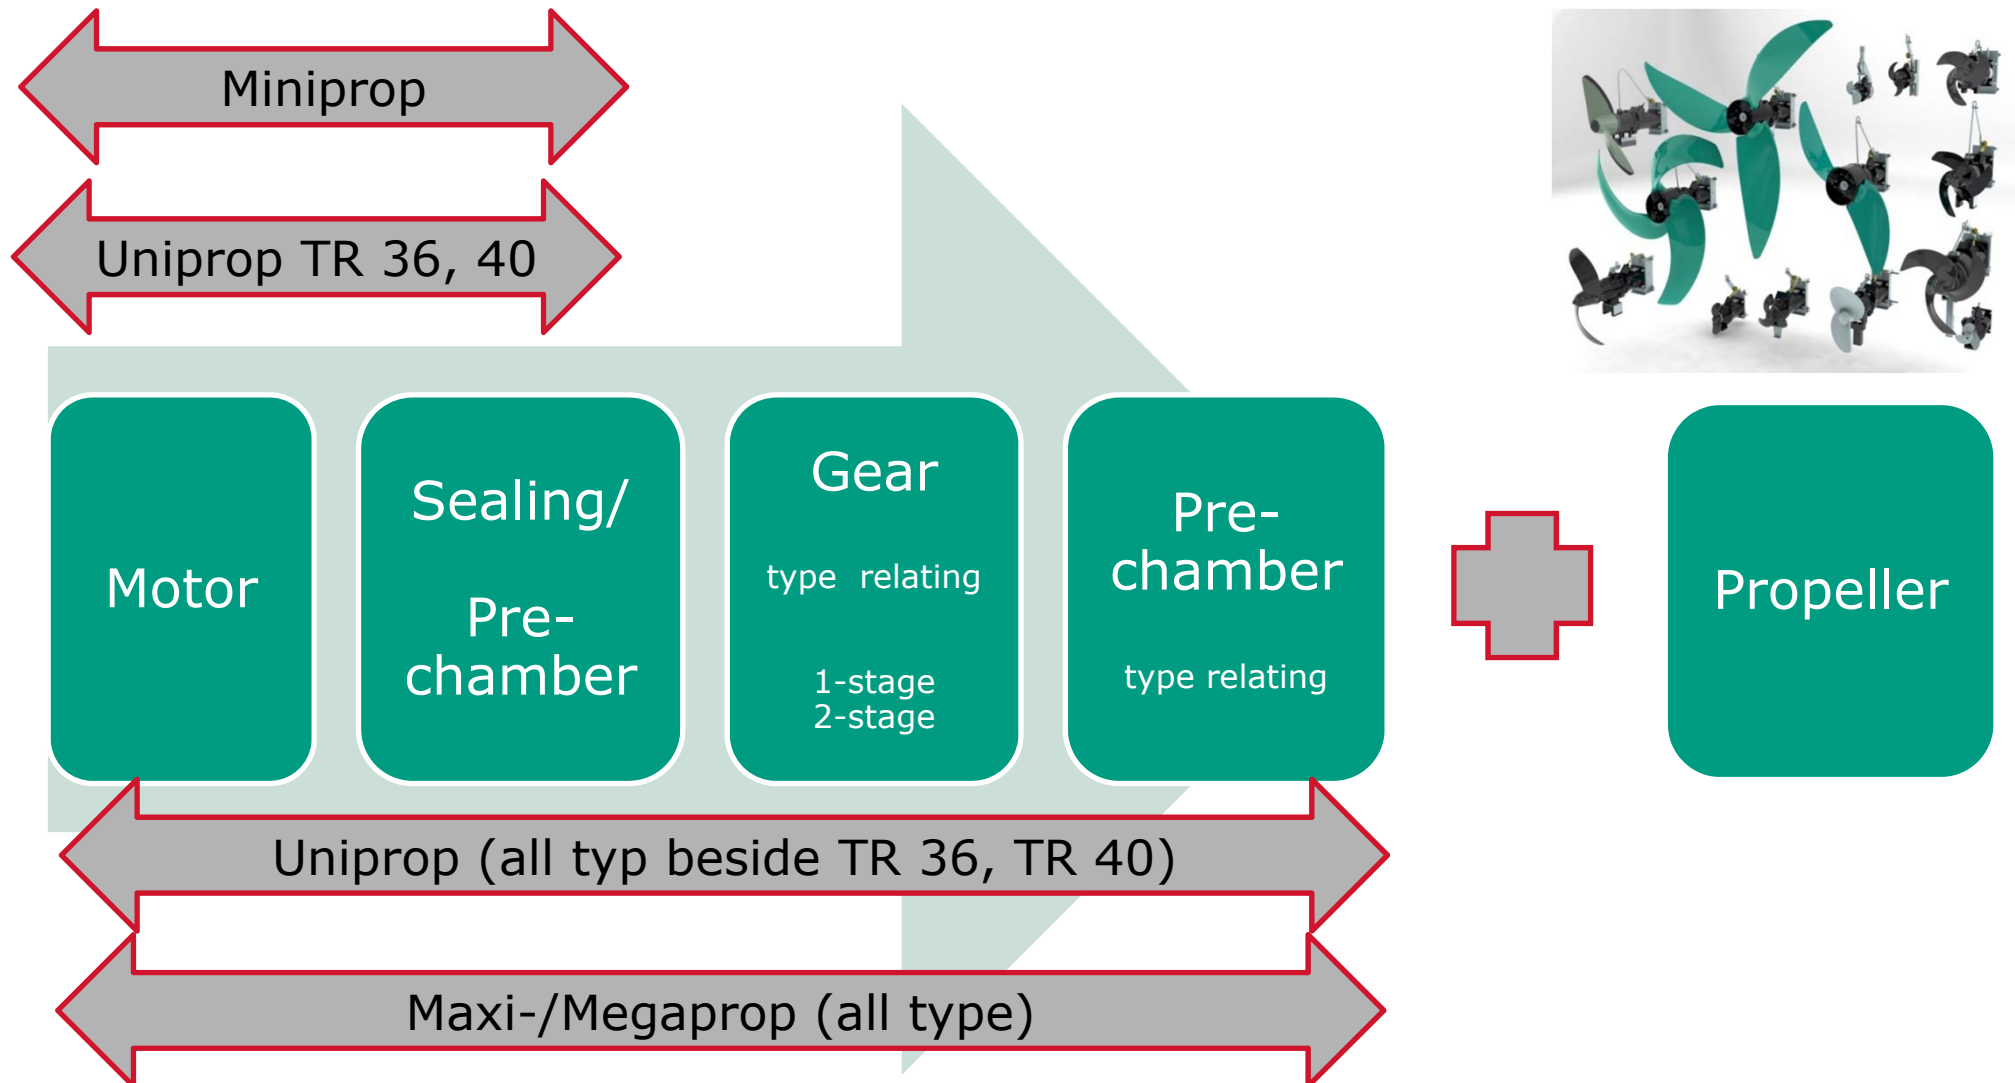 Miniprop
Uniprop TR 36, 40
Motor
Sealing/
Pre-
chamber
Gear
type relating
1-stage
2-stage
Pre-
chamber
type relating
Propeller
Uniprop (all typ beside TR 36, TR 40)
Maxi-/Megaprop (all type)